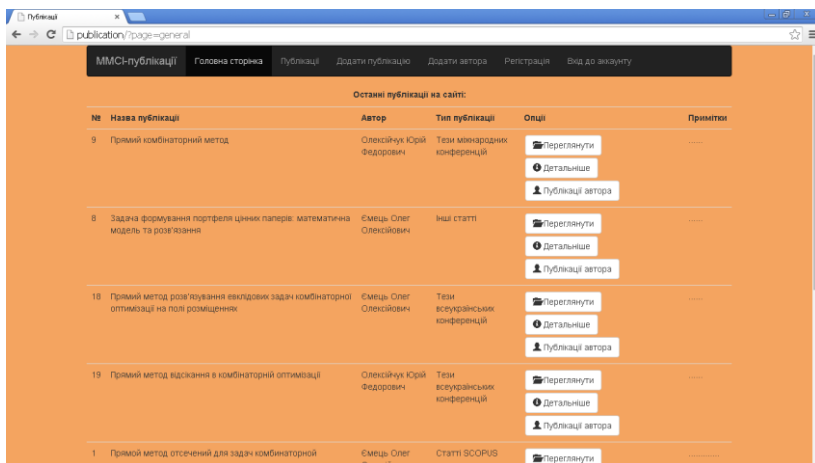 Публікації
publication/?page=general
ММСІ-публікації Головна сторінка Публікації Додати публікацію Додати автора Регістрація Вхід до аккаунту
Останні публікації на сайті:
№ Назва публікації Автор Тип публікації Опції Примітки
9 Прямий комбінаторний метод Олексійчук Юрій Тези міжнародних Переглянути ......
Федорович конференцій
Детальніше
Публікації автора
8 Задача формування портфеля цінних паперів: математична Ємець Олег Інші статті Переглянути ......
модель та розв'язання Олексійович
Детальніше
Публікації автора
18 Прямий метод розв'язування евклідових задач комбінаторної Ємець Олег Тези Переглянути ......
оптимізації на полі розміщеннях Олексійович всеукраїнських
конференцій
Детальніше
Публікації автора
19 Прямий метод відсікання в комбінаторній оптимізації Олексійчук Юрій Тези Переглянути ......
Федорович всеукраїнських
конференцій
Детальніше
Публікації автора
1 Прямой метод отсечений для задач комбинаторной Ємець Олег Статті SCOPUS Переглянути ............